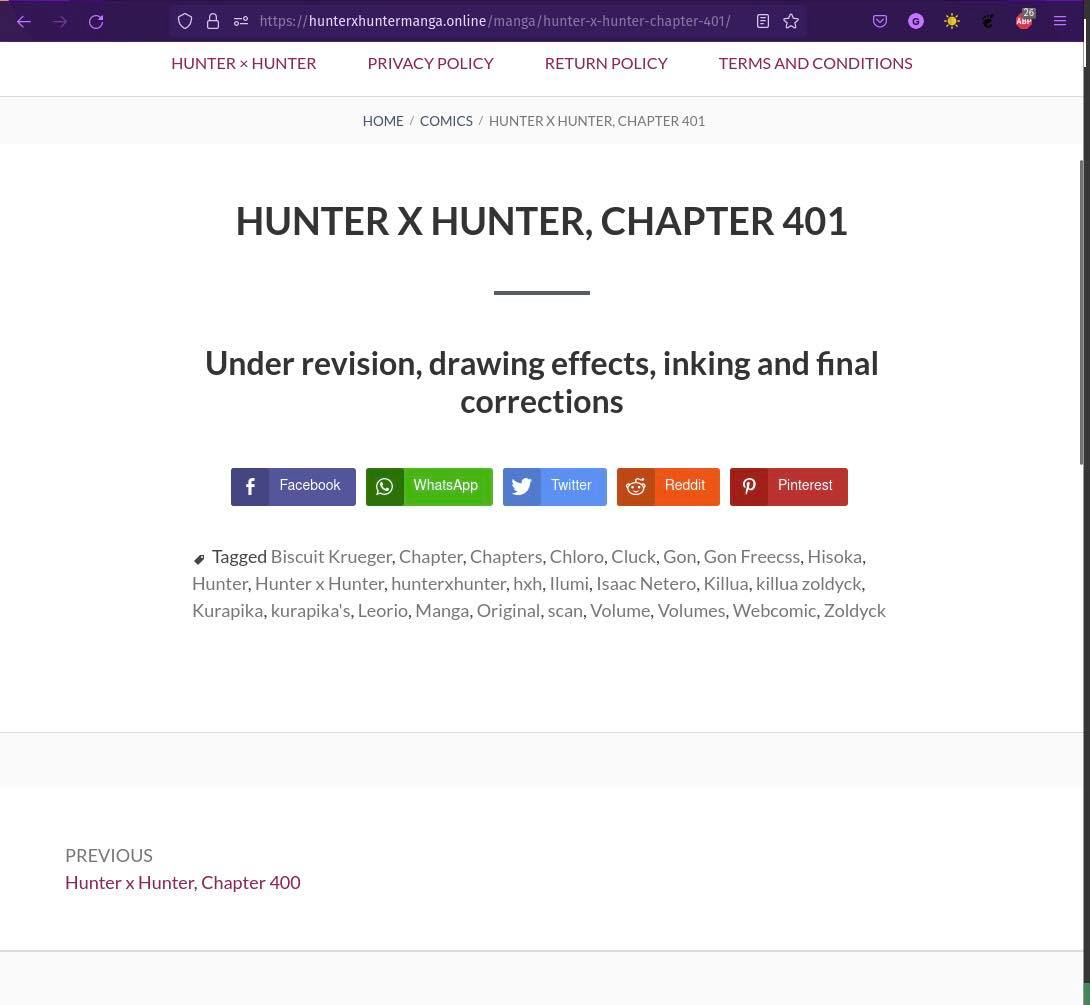 26
ABP
G
https://hunterxhuntermanga.online/manga/hunter-x-hunter-chapter-401/
HUNTER × HUNTER PRIVACY POLICY RETURN POLICY TERMS AND CONDITIONS
HOME / COMICS / HUNTER X HUNTER, CHAPTER 401
HUNTER X HUNTER, CHAPTER 401
Under revision, drawing effects, inking and final
corrections
Facebook WhatsApp Twitter Reddit Pinterest
Tagged Biscuit Krueger, Chapter, Chapters, Chloro, Cluck, Gon, Gon Freecss, Hisoka,
Hunter, Hunter x Hunter, hunterxhunter, hxh, Ilumi, Isaac Netero, Killua, killua zoldyck,
Kurapika, kurapika's, Leorio, Manga, Original, scan, Volume, Volumes, Webcomic, Zoldyck
PREVIOUS
Hunter x Hunter, Chapter 400